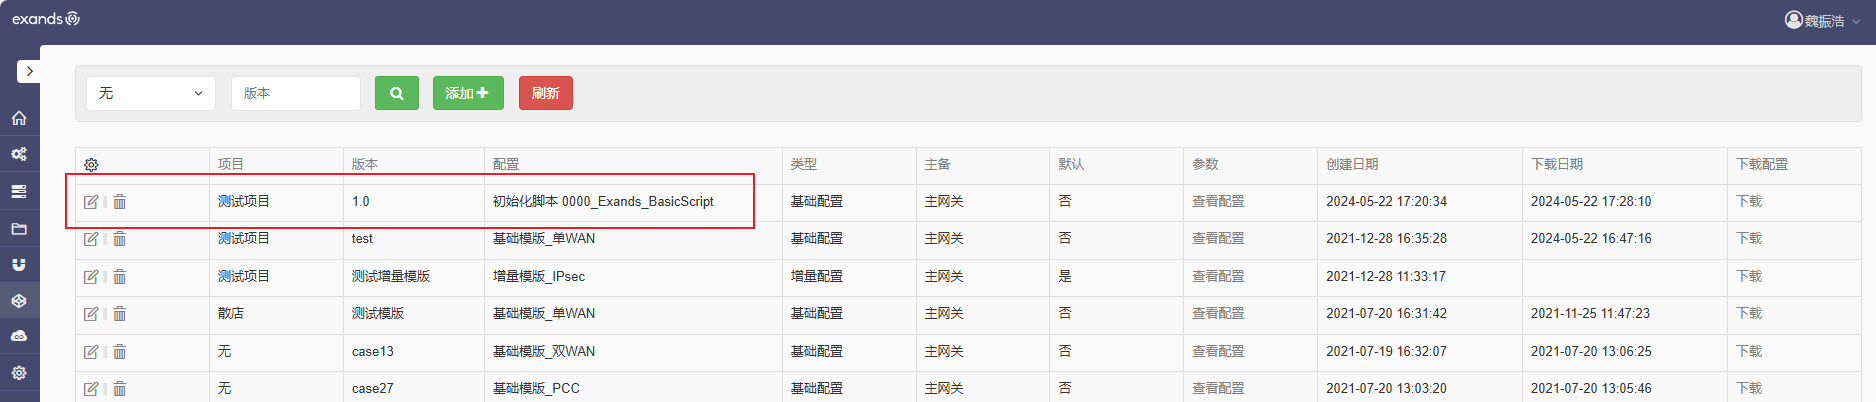 exands
魏振浩
无 版本 添加 刷新
项目 版本 配置 类型 主备 默认 参数 创建日期 下载日期 下载配置
测试项目 1.0 初始化脚本 0000_Exands_BasicScript 基础配置 主网关 否 查看配置 2024-05-22 17:20:34 2024-05-22 17:28:10 下载
测试项目 test 基础模版_单WAN 基础配置 主网关 否 查看配置 2021-12-28 16:35:28 2024-05-22 16:47:16 下载
测试项目 测试增量模版 增量模版_IPsec 增量配置 主网关 是 查看配置 2021-12-28 11:33:17 下载
散店 测试模版 基础模版_单WAN 基础配置 主网关 否 查看配置 2021-07-20 16:31:42 2021-11-25 11:47:23 下载
无 case13 基础模版_双WAN 基础配置 主网关 否 查看配置 2021-07-19 16:32:07 2021-07-20 13:06:25 下载
无 case27 基础模版_PCC 基础配置 主网关 否 查看配置 2021-07-20 13:03:20 2021-07-20 13:05:46 下载